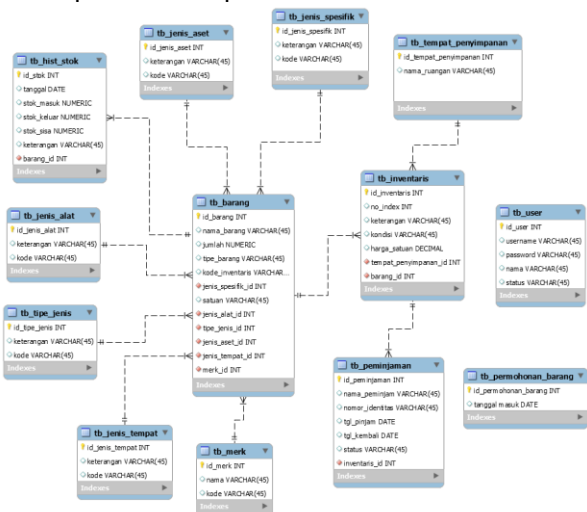 tb_jenis_aset
id_jenis_aset INT
keterangan VARCHAR(45)
kode VARCHAR(45)
Indexes
tb_jenis_spesifik
id_jenis_spesifik INT
keterangan VARCHAR(45)
kode VARCHAR(45)
Indexes
tb_tempat_penyimpanan
id_tempat_penyimpanan INT
nama_ruangan VARCHAR(45)
Indexes
tb_hist_stok
id_stok INT
tanggal DATE
stok_masuk NUMERIC
stok_keluar NUMERIC
stok_sisa NUMERIC
keterangan VARCHAR(45)
barang_id INT
Indexes
tb_barang
id_barang INT
nama_barang VARCHAR(45)
jumlah NUMERIC
tipe_barang VARCHAR(45)
kode_inventaris VARCHAR...
jenis_spesifik_id INT
satuan VARCHAR(45)
jenis_alat_id INT
tipe_jenis_id INT
jenis_aset_id INT
jenis_tempat_id INT
merk_id INT
Indexes
tb_inventaris
id_inventaris INT
no_index INT
keterangan VARCHAR(45)
kondisi VARCHAR(45)
harga_satuan DECIMAL
tempat_penyimpanan_id INT
barang_id INT
Indexes
tb_user
id_user INT
username VARCHAR(45)
password VARCHAR(45)
nama VARCHAR(45)
status VARCHAR(45)
Indexes
tb_jenis_alat
id_jenis_alat INT
keterangan VARCHAR(45)
kode VARCHAR(45)
Indexes
tb_tipe_jenis
id_tipe_jenis INT
keterangan VARCHAR(45)
kode VARCHAR(45)
Indexes
tb_jenis_tempat
id_jenis_tempat INT
keterangan VARCHAR(45)
kode VARCHAR(45)
Indexes
tb_merk
id_merk INT
nama VARCHAR(45)
kode VARCHAR(45)
Indexes
tb_peminjaman
id_peminjaman INT
nama_peminjam VARCHAR(45)
nomor_identitas VARCHAR(45)
tgl_pinjam DATE
tgl_kembali DATE
status VARCHAR(45)
inventaris_id INT
Indexes
tb_permohonan_barang
id_permohonan_barang INT
tanggal masuk DATE
Indexes